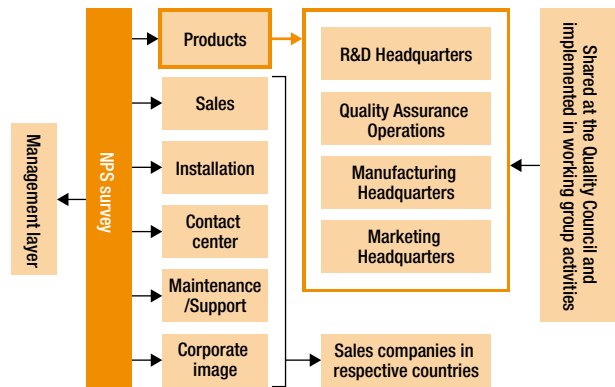 Management layer
NPS survey
Products
Sales
Installation
Contact
center
Maintenance
/Support
Corporate
image
R&D Headquarters
Quality Assurance
Operations
Manufacturing
Headquarters
Marketing
Headquarters
Sales companies in
respective countries
Shared at the Quality Council and
implemented in working group activities